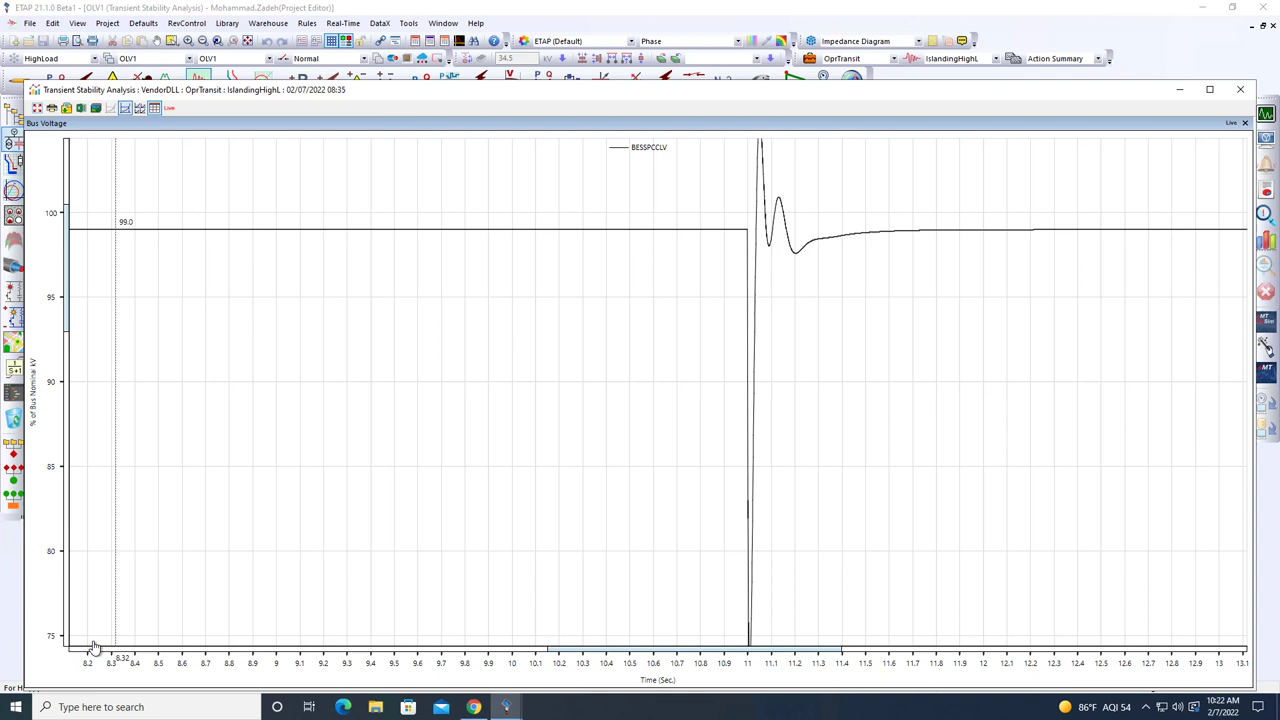 ETAP 21.1.0 Beta1 - [OLV1 (Transient Stability Analysis) - Mohammad.Zadeh(Project Editor)]
File Edit View Project Defaults RevControl Library Warehouse Rules Real-Time DataX Tools Window Help
ETAP (Default) Phase Impedance Diagram
HighLoad OLV1 OLV1 Normal 34.5 kV OprTransit IslandingHighL Action Summary
Transient Stability Analysis : VendorDLL : OprTransit : IslandingHighL : 02/07/2022 08:35
Live
Bus Voltage Live
BESSPCCLV
100
99.0
95
90
85
80
75
% of Bus Nominal kV
8.32
8.2 8.3 8.4 8.5 8.6 8.7 8.8 8.9 9 9.1 9.2 9.3 9.4 9.5 9.6 9.7 9.8 9.9 10 10.1 10.2 10.3 10.4 10.5 10.6 10.7 10.8 10.9 11 11.1 11.2 11.3 11.4 11.5 11.6 11.7 11.8 11.9 12 12.1 12.2 12.3 12.4 12.5 12.6 12.7 12.8 12.9 13 13.1
Time (Sec.)
Type here to search
86°F AQI 54
10:22 AM
2/7/2022